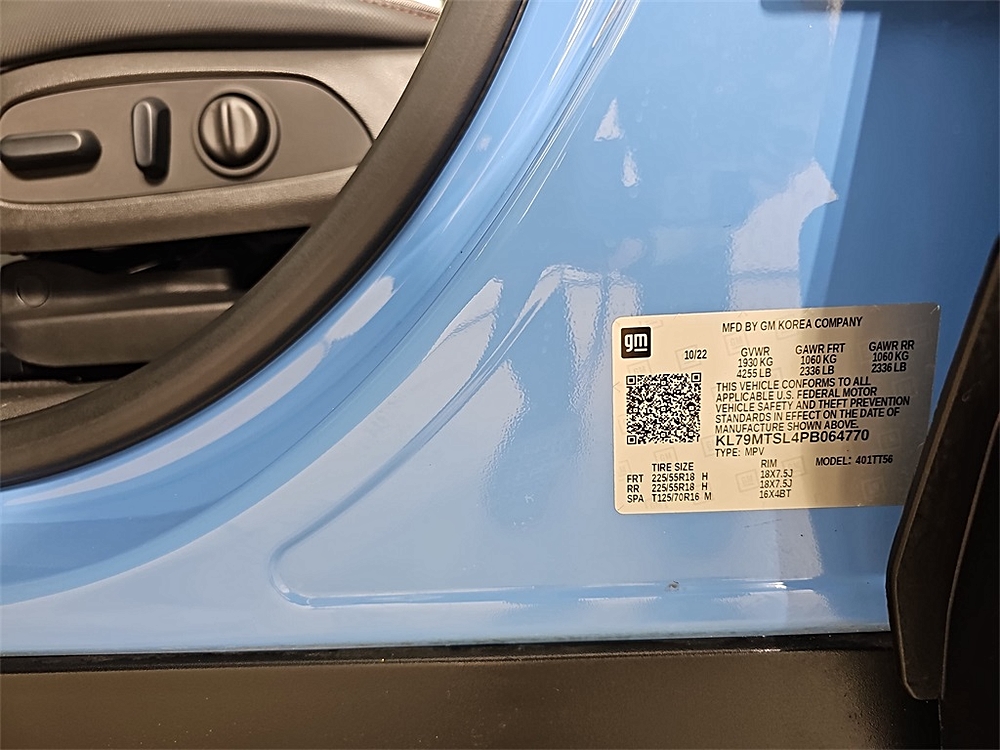 gm
MFD BY GM KOREA COMPANY
10/22 GVWR GAWR FRT GAWR RR
1930 KG 1060 KG 1060 KG
4255 LB 2336 LB 2336 LB
THIS VEHICLE CONFORMS TO ALL
APPLICABLE U.S. FEDERAL MOTOR
VEHICLE SAFETY AND THEFT PREVENTION
STANDARDS IN EFFECT ON THE DATE OF
MANUFACTURE SHOWN ABOVE.
KL79MTSL4PB064770
TYPE: MPV MODEL: 401TT56
TIRE SIZE RIM
FRT 225/55R18 H 18X7.5J
RR 225/55R18 H 18X7.5J
SPA T125/70R16 M 16X4BT